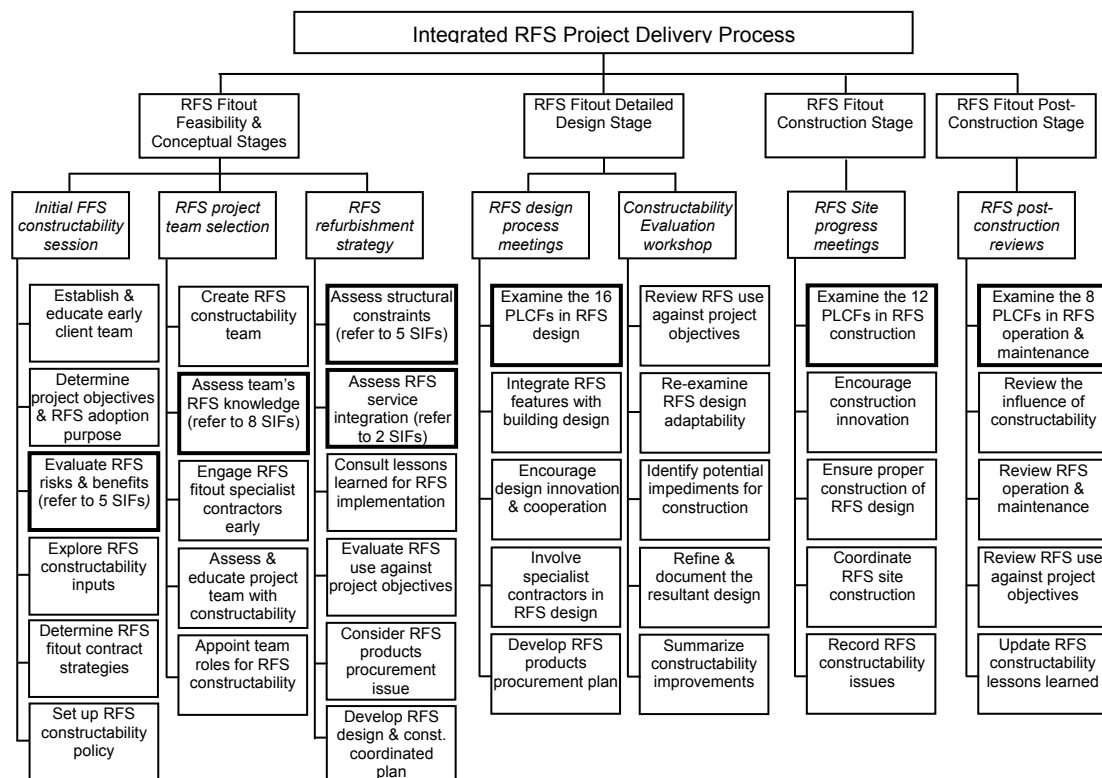 Integrated RFS Project Delivery Process
RFS Fitout
Feasibility &
Conceptual Stages
RFS Fitout Detailed
Design Stage
RFS Fitout
Construction Stage
RFS Fitout Post-
Construction Stage
Initial FFS
constructability
session
RFS project
team selection
RFS
refurbishment
strategy
RFS design
process meetings
Constructability
Evaluation
workshop
RFS Site
progress
meetings
RFS post-
construction
reviews
Establish &
educate early
client team
Determine
project objectives
& RFS adoption
purpose
Evaluate RFS
risks & benefits
(refer to 5 SIFs)
Explore RFS
constructability
inputs
Determine RFS
fitout contract
strategies
Set up RFS
constructability
policy
Create RFS
constructability
team
Assess team's
RFS knowledge
(refer to 8 SIFs)
Engage RFS
fitout specialist
contractors
early
Assess &
educate project
team with
constructability
Appoint team
roles for RFS
constructability
Assess structural
constraints
(refer to 5 SIFs)
Assess RFS
service
integration (refer
to 2 SIFs)
Consult lessons
learned for RFS
implementation
Evaluate RFS
use against
project objectives
Consider
products
procurement
issue
Develop RFS
design & const.
coordinated
plan
Examine the 16
PLCFs in RFS
design
Integrate RFS
features with
building design
Encourage
design innovation
& cooperation
Involve
specialist
contractors in
RFS design
Develop RFS
products
procurement plan
Review RFS use
against project
objectives
Re-examine
RFS design
adaptability
Identify potential
impediments for
construction
Refine &
document the
resultant design
Summarize
constructability
improvements
Examine the 12
PLCFs in RFS
construction
Encourage
construction
innovation
Ensure proper
construction of
RFS design
Coordinate
RFS site
construction
Record RFS
constructability
issues
Examine the 8
PLCFs in RFS
operation &
maintenance
Review the
influence of
constructability
Review RFS
operation &
maintenance
Review RFS use
against project
objectives
Update RFS
constructability
lessons learned